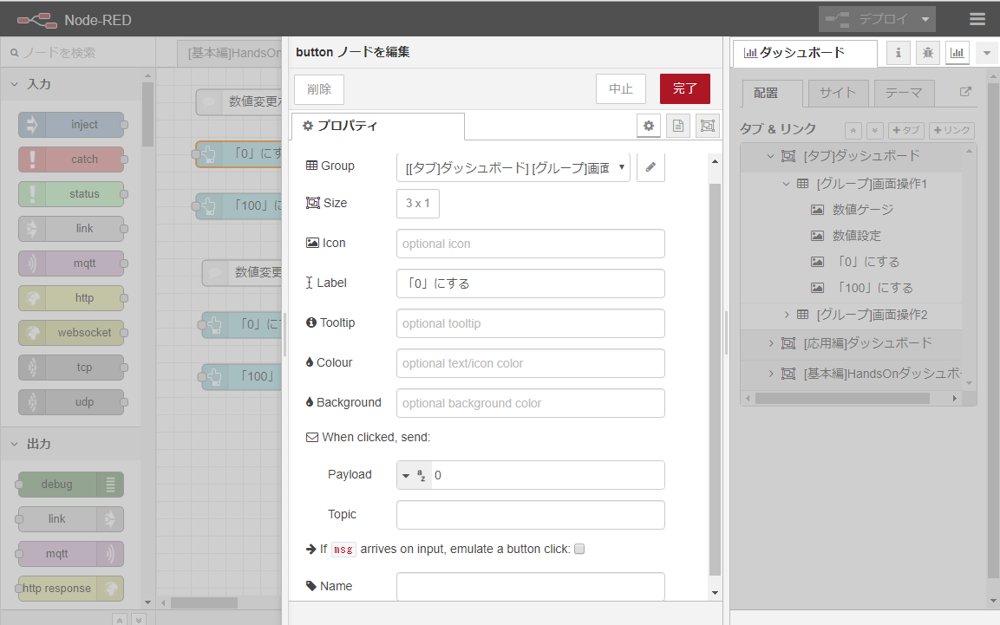 Node-RED
デプロイ
ノードを検索
入力
inject
catch
status
link
mqtt
http
websocket
tcp
udp
出力
debug
link
mqtt
http response
[基本編]HandsOn
数値変更
「0」にす
「100」に
数値変更
「0」に
「100」
button ノードを編集
削除
中止
完了
プロパティ
Group
[[タブ]ダッシュボード] [グループ]画面
Size
3 x 1
Icon
optional icon
Label
「0」にする
Tooltip
optional tooltip
Colour
optional text/icon color
Background
optional background color
When clicked, send:
Payload
a z 0
Topic
If msg arrives on input, emulate a button click:
Name
ダッシュボード
配置
サイト
テーマ
タブ & リンク
+タブ
+リンク
[タブ]ダッシュボード
[グループ]画面操作1
数値ゲージ
数値設定
「0」にする
「100」にする
[グループ]画面操作2
[応用編]ダッシュボード
[基本編]HandsOnダッシュボ